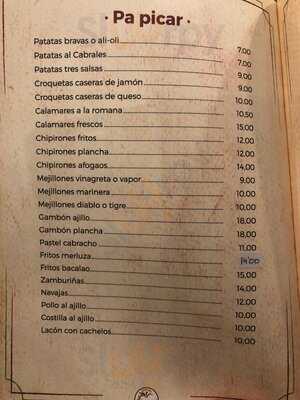 · Pa picar ·
Patatas bravas o ali-oli 7.00
Patatas al Cabrales 7.00
Patatas tres salsas 9.00
Croquetas caseras de jamón 9.00
Croquetas caseras de queso 10.00
Calamares a la romana 10.50
Calamares frescos 15.00
Chipirones fritos 12.00
Chipirones plancha 12.00
Chipirones afogaos 14.00
Mejillones vinagreta o vapor 9.00
Mejillones marinera 10.00
Mejillones diablo o tigre 10.00
Gambón ajillo 18.00
Gambón plancha 18.00
Pastel cabracho 11.00
Fritos merluza 14'00
Fritos bacalao 15.00
Zamburiñas 14.00
Navajas 12.00
Pollo al ajillo 10.00
Costilla al ajillo 10.00
Lacón con cachelos 10.00